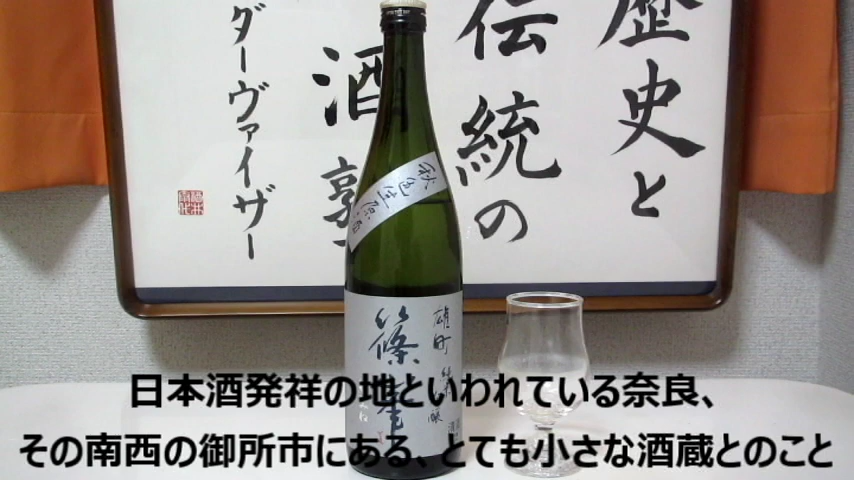 歴史と
伝統の
酒
ダーヴァイザー
秋色生原酒
雄町 純
篠峯
日本酒発祥の地といわれている奈良、
その南西の御所市にある、とても小さな酒蔵とのこと